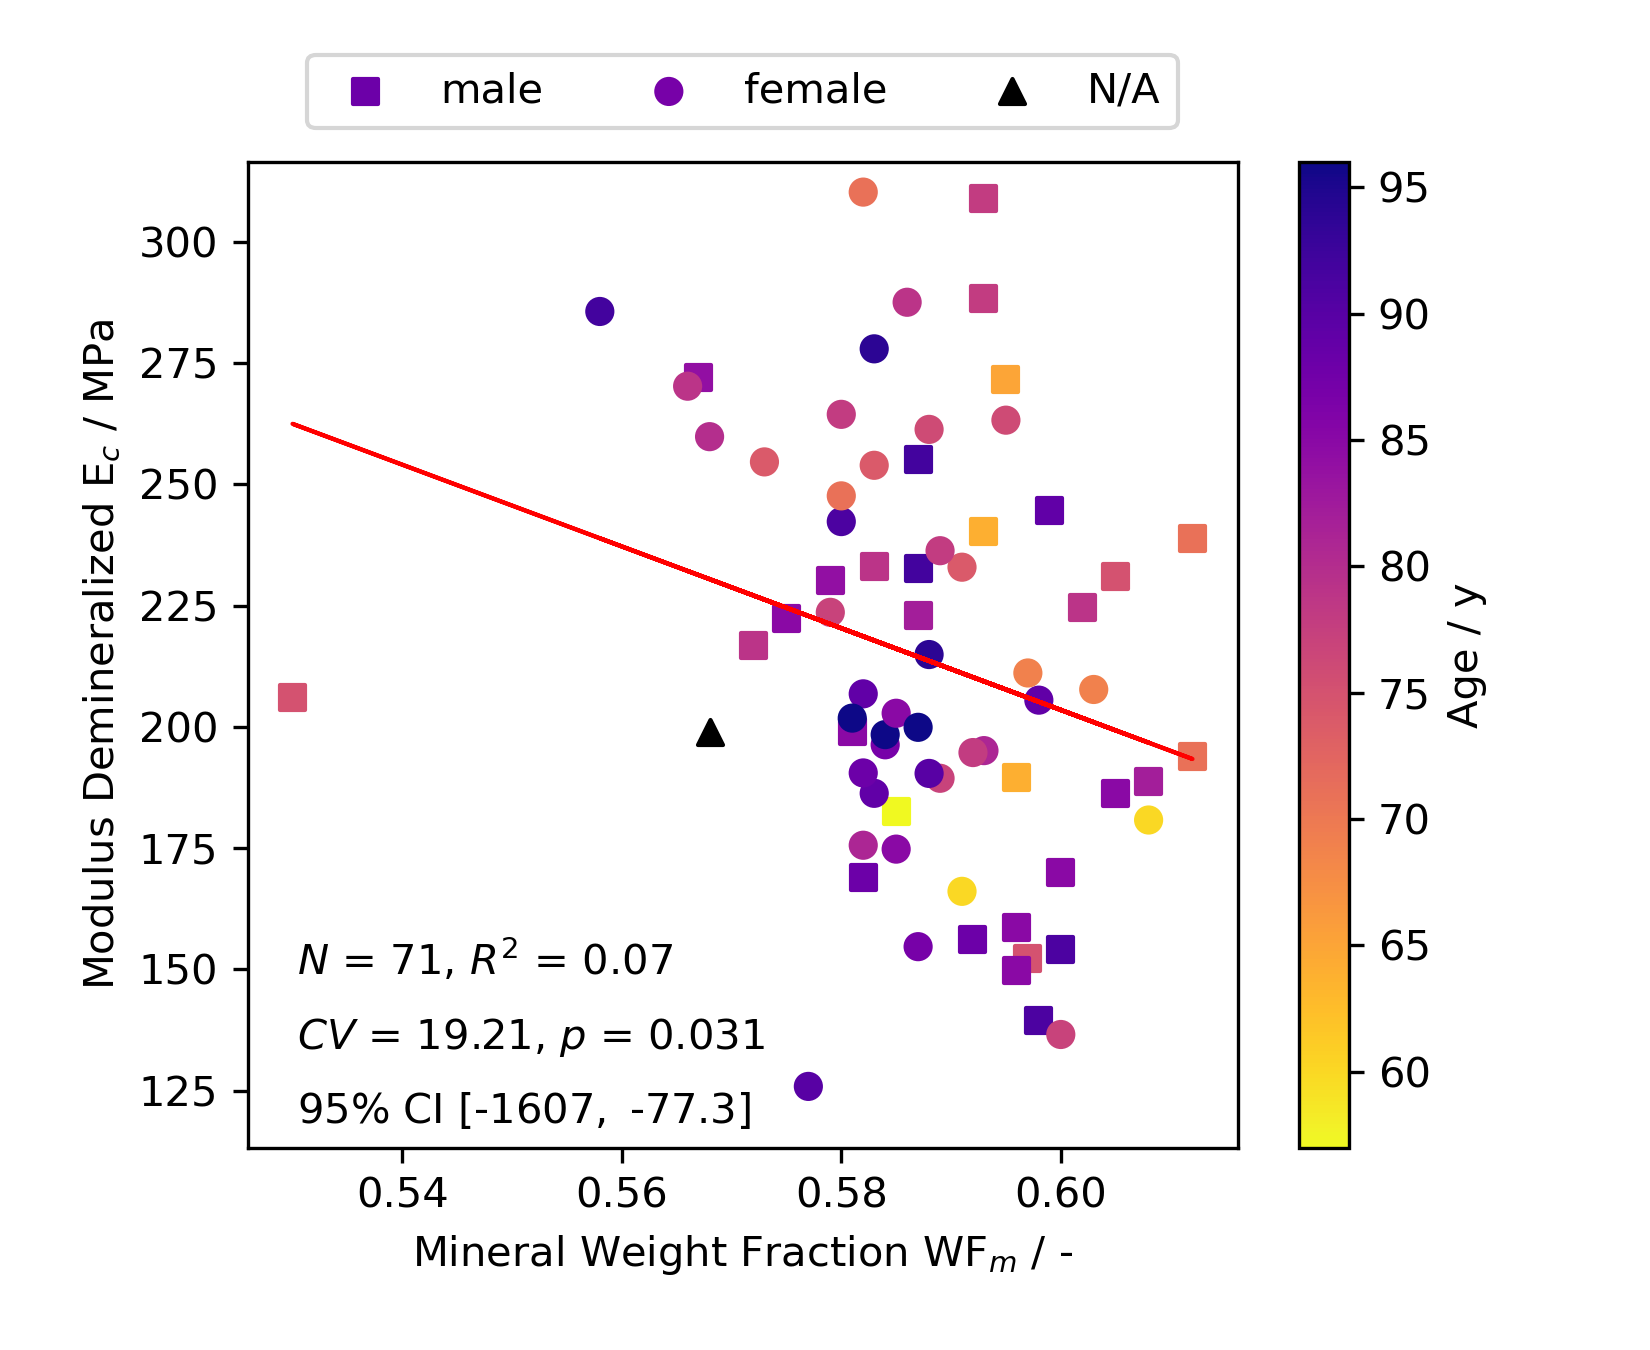 male female N/A
300
275
250
225
200
175
150
125
Modulus Demineralized E_c / MPa
N = 71, R² = 0.07
CV = 19.21, p = 0.031
95% CI [-1607, -77.3]
0.54 0.56 0.58 0.60
Mineral Weight Fraction WF_m / -
95
90
85
80
75
70
65
60
Age / y